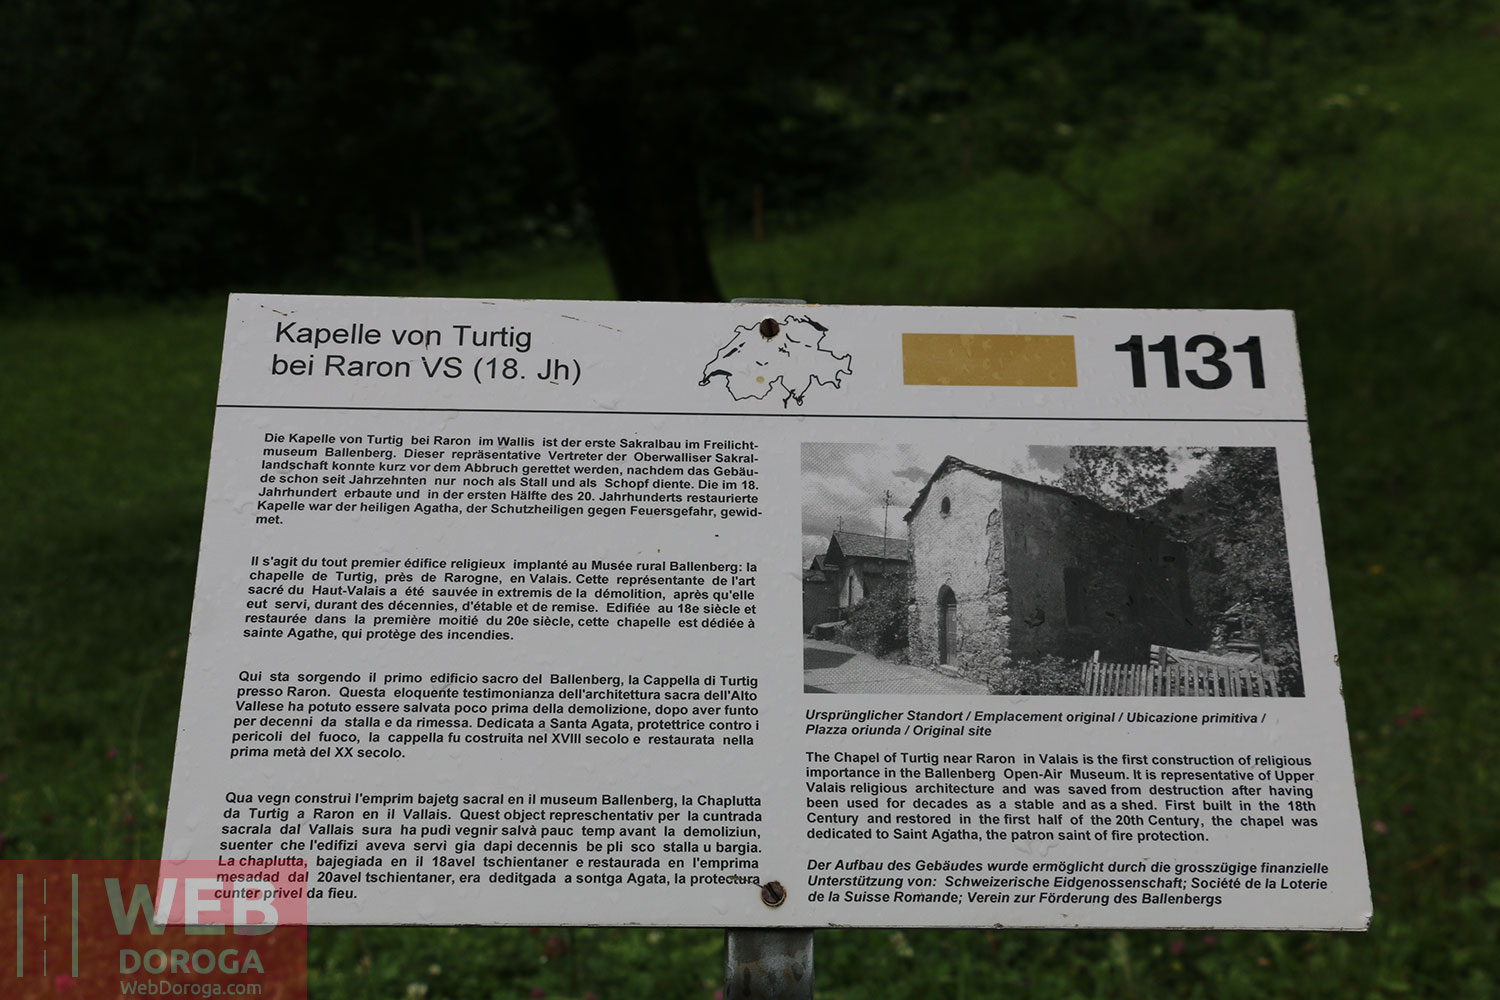 Kapelle von Turtig
bei Raron VS (18. Jh)
1131
Die Kapelle von Turtig bei Raron im Wallis ist der erste Sakralbau im Freilicht-
museum Ballenberg. Dieser repräsentative Vertreter der Oberwalliser Sakral-
landschaft konnte kurz vor dem Abbruch gerettet werden, nachdem das Gebäu-
de schon seit Jahrzehnten nur noch als Stall und als Schopf diente. Die im 18.
Jahrhundert erbaute und in der ersten Hälfte des 20. Jahrhunderts restaurierte
Kapelle war der heiligen Agatha, der Schutzheiligen gegen Feuersgefahr, gewid-
met.
Il s'agit du tout premier édifice religieux implanté au Musée rural Ballenberg: la
chapelle de Turtig, près de Rarogne, en Valais. Cette représentante de l'art
sacré du Haut-Valais a été sauvée in extremis de la démolition, après qu'elle
eut servi, durant des décennies, d'étable et de remise. Edifiée au 18e siècle et
restaurée dans la première moitié du 20e siècle, cette chapelle est dédiée à
sainte Agathe, qui protège des incendies.
Qui sta sorgendo il primo edificio sacro del Ballenberg, la Cappella di Turtig
presso Raron. Questa eloquente testimonianza dell'architettura sacra dell'Alto
Vallese ha potuto essere salvata poco prima della demolizione, dopo aver funto
per decenni da stalla e da rimessa. Dedicata a Santa Agata, protettrice contro i
pericoli del fuoco, la cappella fu costruita nel XVIII secolo e restaurata nella
prima metà del XX secolo.
Qua vegn construì l'emprim bajetg sacral en il museum Ballenberg, la Chaplutta
da Turtig a Raron en il Vallais. Quest object represchentativ per la cuntrada
sacrala dal Vallais sura ha pudì vegnir salvà pauc temp avant la demoliziun,
suenter che l'edifizi aveva servì gia dapi decennis be pli sco stalla u bargia.
La chaplutta, bajegiada en il 18avel tschientaner e restaurada en l'emprima
mesadad dal 20avel tschientaner, era deditgada a sontga Agata, la protectura
cunter privel da fieu.
Ursprünglicher Standort / Emplacement original / Ubicazione primitiva /
Plazza oriunda / Original site
The Chapel of Turtig near Raron in Valais is the first construction of religious
importance in the Ballenberg Open-Air Museum. It is representative of Upper
Valais religious architecture and was saved from destruction after having
been used for decades as a stable and as a shed. First built in the 18th
Century and restored in the first half of the 20th Century, the chapel was
dedicated to Saint Agatha, the patron saint of fire protection.
Der Aufbau des Gebäudes wurde ermöglicht durch die grosszügige finanzielle
Unterstützung von: Schweizerische Eidgenossenschaft; Société de la Loterie
de la Suisse Romande; Verein zur Förderung des Ballenbergs
WEB
DOROGA
WebDoroga.com